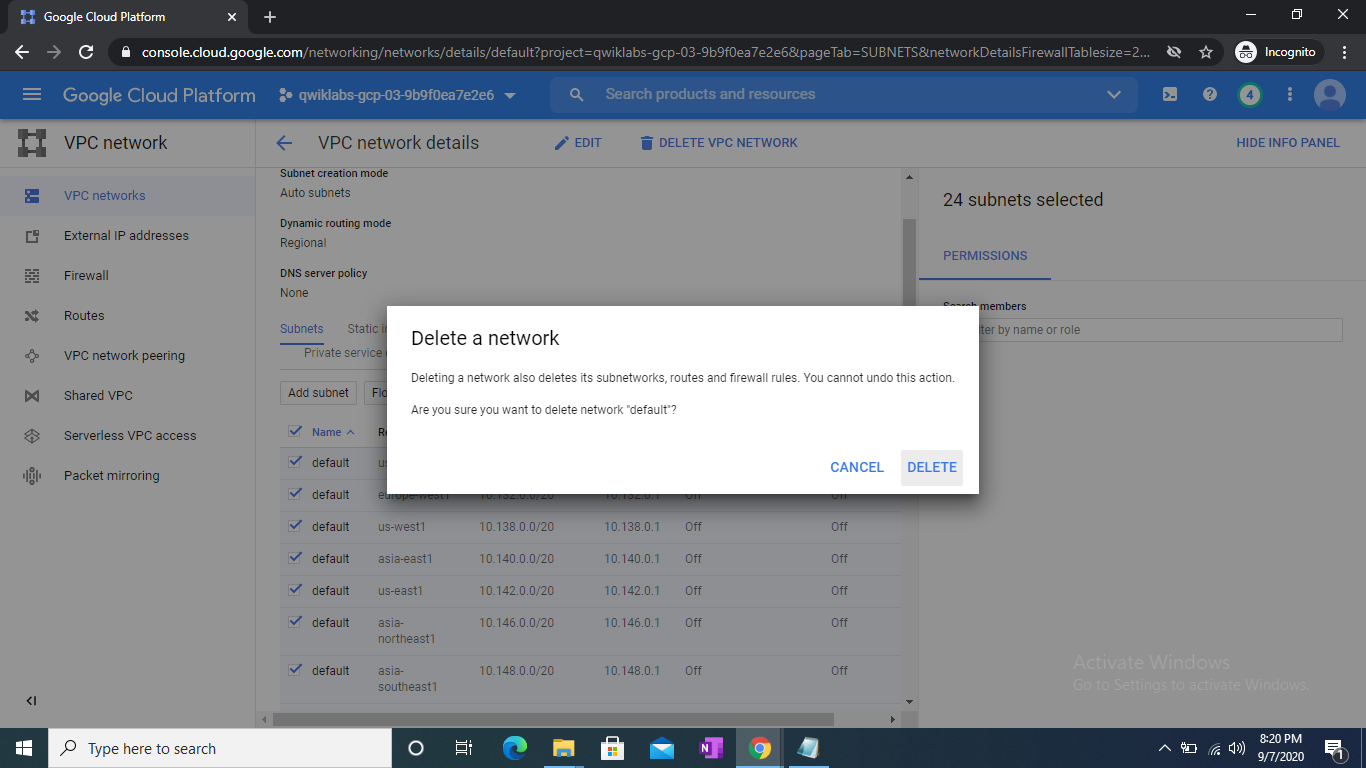 Google Cloud Platform
console.cloud.google.com/networking/networks/details/default?project=qwiklabs-gcp-03-9b9f0ea7e2e6&pageTab=SUBNETS&networkDetailsFirewallTablesize=2...
Incognito
Google Cloud Platform
qwiklabs-gcp-03-9b9f0ea7e2e6
Search products and resources
4
VPC network
VPC network details
EDIT
DELETE VPC NETWORK
HIDE INFO PANEL
VPC networks
External IP addresses
Firewall
Routes
VPC network peering
Shared VPC
Serverless VPC access
Packet mirroring
Subnet creation mode
Auto subnets
Dynamic routing mode
Regional
DNS server policy
None
Subnets Static i
Private service
Add subnet Flo
Name Re
default us
default europe-west1 10.132.0.0/20 10.132.0.1 Off Off
default us-west1 10.138.0.0/20 10.138.0.1 Off Off
default asia-east1 10.140.0.0/20 10.140.0.1 Off Off
default us-east1 10.142.0.0/20 10.142.0.1 Off Off
default asia- 10.146.0.0/20 10.146.0.1 Off Off
northeast1
default asia- 10.148.0.0/20 10.148.0.1 Off Off
southeast1
24 subnets selected
PERMISSIONS
Search members
ter by name or role
Delete a network
Deleting a network also deletes its subnetworks, routes and firewall rules. You cannot undo this action.
Are you sure you want to delete network "default"?
CANCEL DELETE
Activate Windows
Go to Settings to activate Windows.
Type here to search
N
8:20 PM
9/7/2020
1